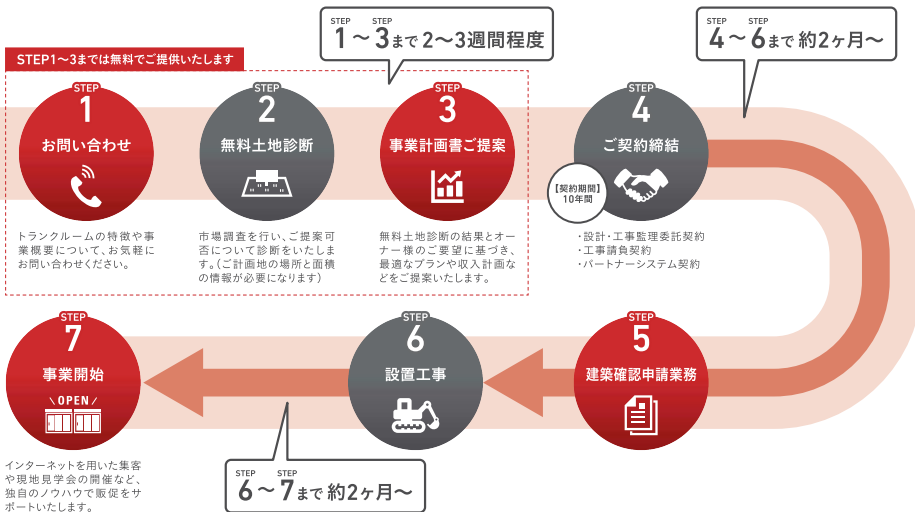 STEP1〜3までは無料でご提供いたします
STEP STEP
1〜3まで2〜3週間程度
STEP STEP
4〜6まで 約2ヶ月〜
STEP
1
お問い合わせ
トランクルームの特徴や事
業概要について、お気軽に
お問い合わせください。
STEP
2
無料土地診断
市場調査を行い、ご提案可
否について診断をいたしま
す。(ご計画地の場所と面積
の情報が必要になります)
STEP
3
事業計画書ご提案
無料土地診断の結果とオー
ナー様のご要望に基づき、
最適なプランや収入計画な
どをご提案いたします。
STEP
4
ご契約締結
【契約期間】
10年間
・設計・工事監理委託契約
・工事請負契約
・パートナーシステム契約
STEP
5
建築確認申請業務
STEP
6
設置工事
STEP STEP
6〜7まで 約2ヶ月〜
STEP
7
事業開始
\ OPEN /
インターネットを用いた集客
や現地見学会の開催など、
独自のノウハウで販促をサ
ポートいたします。